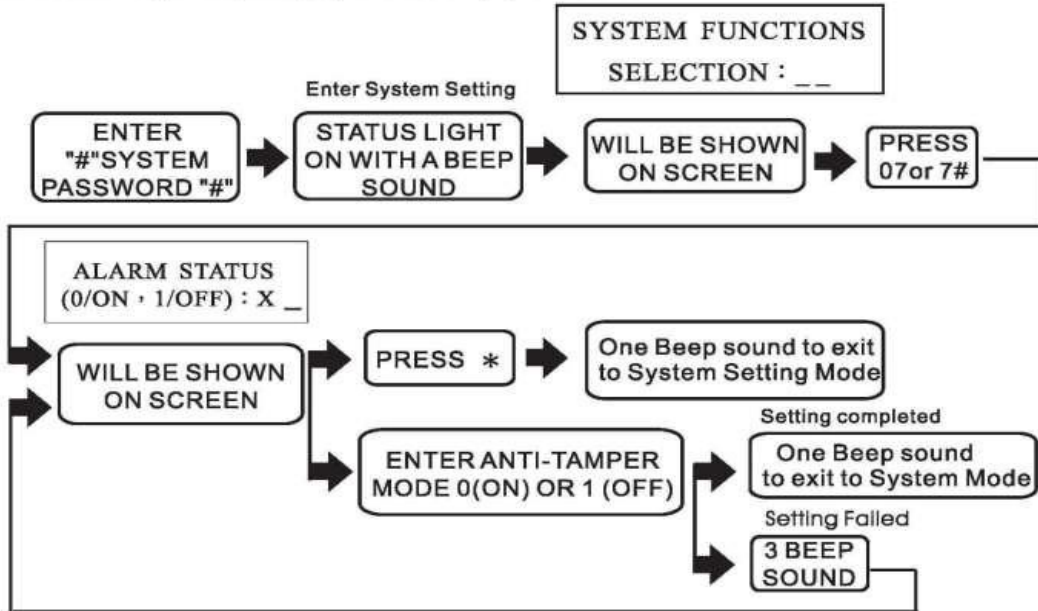 SYSTEM FUNCTIONS
SELECTION : _ _
Enter System Setting
ENTER
"#"SYSTEM
PASSWORD "#"
STATUS LIGHT
ON WITH A BEEP
SOUND
WILL BE SHOWN
ON SCREEN
PRESS
07or 7#
ALARM STATUS
(0/ON , 1/OFF) : X _
WILL BE SHOWN
ON SCREEN
PRESS *
One Beep sound to exit
to System Setting Mode
ENTER ANTI-TAMPER
MODE 0(ON) OR 1 (OFF)
Setting completed
One Beep sound
to exit to System Mode
Setting Failed
3 BEEP
SOUND